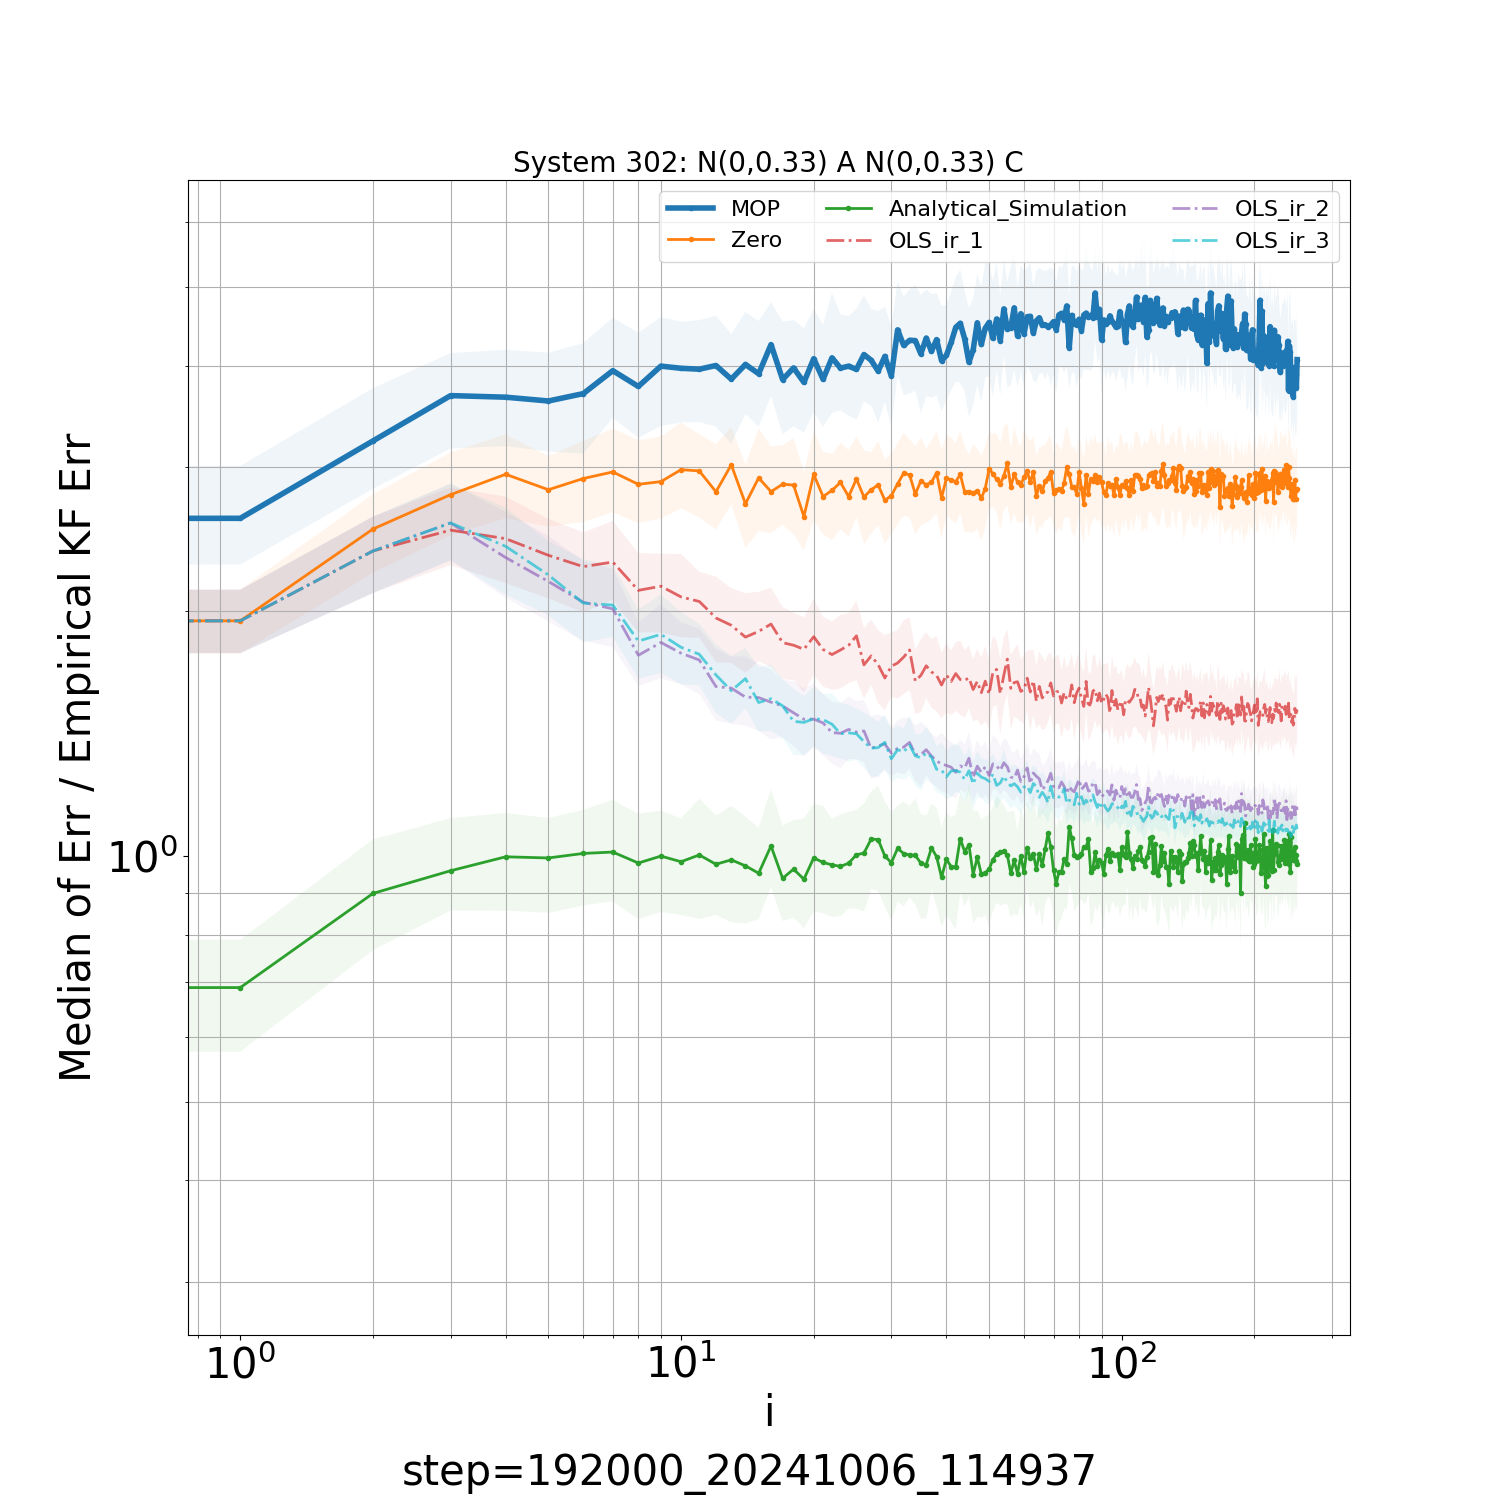 System 302: N(0,0.33) A N(0,0.33) C
MOP
Zero
Analytical_Simulation
OLS_ir_1
OLS_ir_2
OLS_ir_3
Median of Err / Empirical KF Err
10⁰
10⁰ 10¹ 10²
i
step=192000_20241006_114937